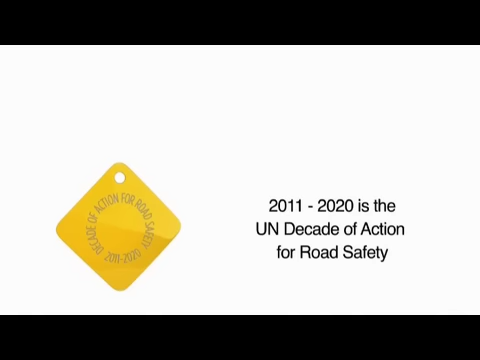 DECADE OF ACTION FOR ROAD SAFETY 2011-2020
2011 - 2020 is the
UN Decade of Action
for Road Safety